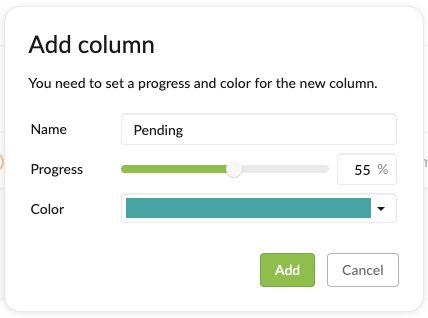 Add column
You need to set a progress and color for the new column.
Name Pending
Progress 55 %
Color
Add Cancel